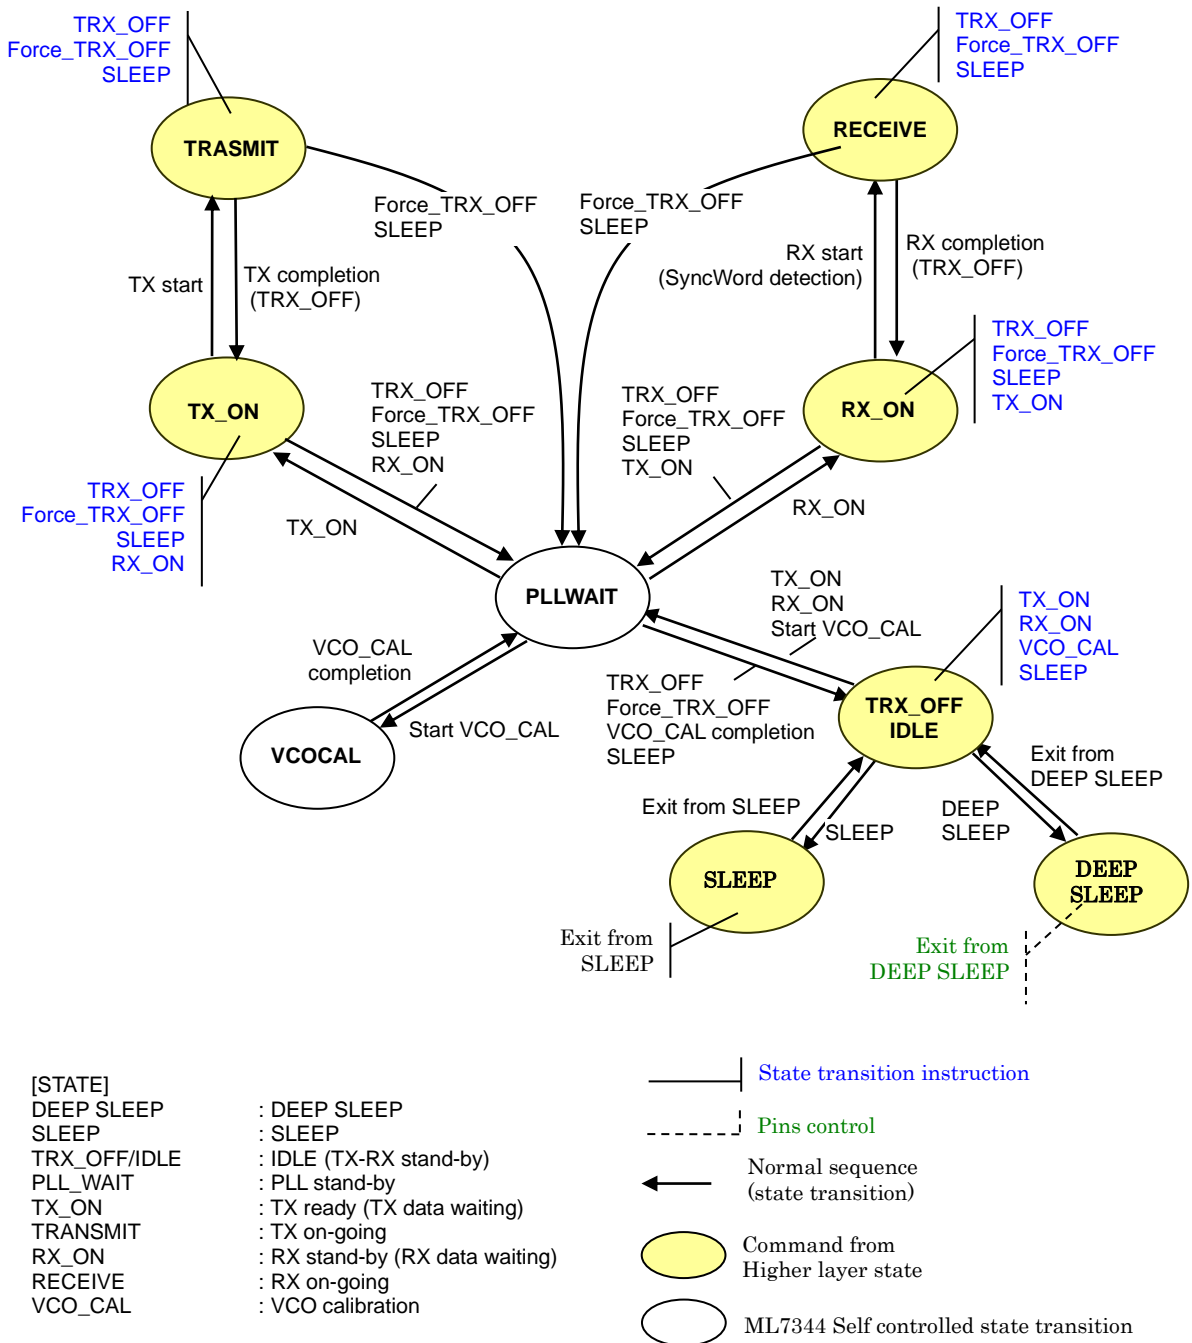 TRX_OFF
Force_TRX_OFF
SLEEP
TRX_OFF
Force_TRX_OFF
SLEEP
TRASMIT
RECEIVE
Force_TRX_OFF
SLEEP
Force_TRX_OFF
SLEEP
TX start
TX completion
(TRX_OFF)
RX start
(SyncWord detection)
RX completion
(TRX_OFF)
TRX_OFF
Force_TRX_OFF
SLEEP
TX_ON
TX_ON
TRX_OFF
Force_TRX_OFF
SLEEP
RX_ON
TRX_OFF
Force_TRX_OFF
SLEEP
TX_ON
RX_ON
TRX_OFF
Force_TRX_OFF
SLEEP
RX_ON
TX_ON
RX_ON
PLLWAIT
TX_ON
RX_ON
Start VCO_CAL
TX_ON
RX_ON
VCO_CAL
SLEEP
VCO_CAL
completion
Start VCO_CAL
VCOCAL
TRX_OFF
Force_TRX_OFF
VCO_CAL completion
SLEEP
TRX_OFF
IDLE
Exit from SLEEP
SLEEP
DEEP
SLEEP
Exit from
DEEP SLEEP
SLEEP
DEEP
SLEEP
Exit from
SLEEP
Exit from
DEEP SLEEP
[STATE]
DEEP SLEEP : DEEP SLEEP
SLEEP : SLEEP
TRX_OFF/IDLE : IDLE (TX-RX stand-by)
PLL_WAIT : PLL stand-by
TX_ON : TX ready (TX data waiting)
TRANSMIT : TX on-going
RX_ON : RX stand-by (RX data waiting)
RECEIVE : RX on-going
VCO_CAL : VCO calibration
State transition instruction
Pins control
Normal sequence
(state transition)
Command from
Higher layer state
ML7344 Self controlled state transition